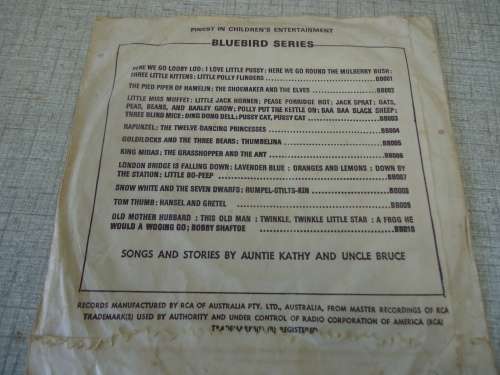 FINEST IN CHILDREN'S ENTERTAINMENT
BLUEBIRD SERIES
HERE WE GO LOOBY LOO : I LOVE LITTLE PUSSY : HERE WE GO ROUND THE MULBERRY BUSH :
THREE LITTLE KITTENS : LITTLE POLLY FLINDERS BB001
THE PIED PIPER OF HAMELIN : THE SHOEMAKER AND THE ELVES BB002
LITTLE MISS MUFFET : LITTLE JACK HORNER : PEASE PORRIDGE HOT : JACK SPRAT : OATS,
PEAS, BEANS, AND BARLEY GROW : POLLY PUT THE KETTLE ON : BAA BAA BLACK SHEEP :
THREE BLIND MICE : DING DONG DELL : PUSSY CAT, PUSSY CAT BB003
RAPUNZEL : THE TWELVE DANCING PRINCESSES BB004
GOLDILOCKS AND THE THREE BEARS : THUMBELINA BB005
KING MIDAS : THE GRASSHOPPER AND THE ANT BB006
LONDON BRIDGE IS FALLING DOWN : LAVENDER BLUE : ORANGES AND LEMONS : DOWN BY
THE STATION : LITTLE BO-PEEP BB007
SNOW WHITE AND THE SEVEN DWARFS : RUMPEL-STILTS-KIN BB008
TOM THUMB : HANSEL AND GRETEL BB009
OLD MOTHER HUBBARD : THIS OLD MAN : TWINKLE, TWINKLE LITTLE STAR : A FROG HE
WOULD A WOOING GO : BOBBY SHAFTOE BB010
SONGS AND STORIES BY AUNTIE KATHY AND UNCLE BRUCE
RECORDS MANUFACTURED BY RCA OF AUSTRALIA PTY. LTD., AUSTRALIA, FROM MASTER RECORDINGS OF RCA
TRADEMARK(S) USED BY AUTHORITY AND UNDER CONTROL OF RADIO CORPORATION OF AMERICA (RCA)
REGISTERED